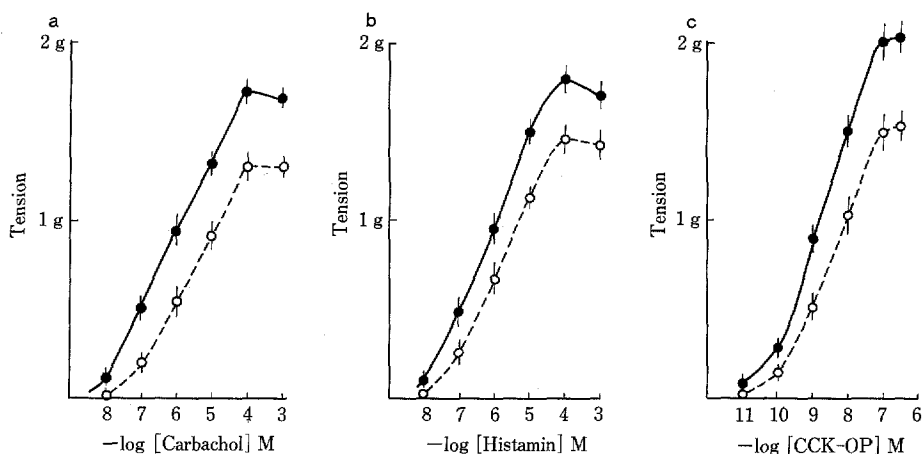 a
2 g
1 g
Tension
8 7 6 5 4 3
—log [Carbachol] M
b
2 g
1 g
Tension
8 7 6 5 4 3
—log [Histamin] M
c
2 g
1 g
Tension
11 10 9 8 7 6
—log [CCK-OP] M